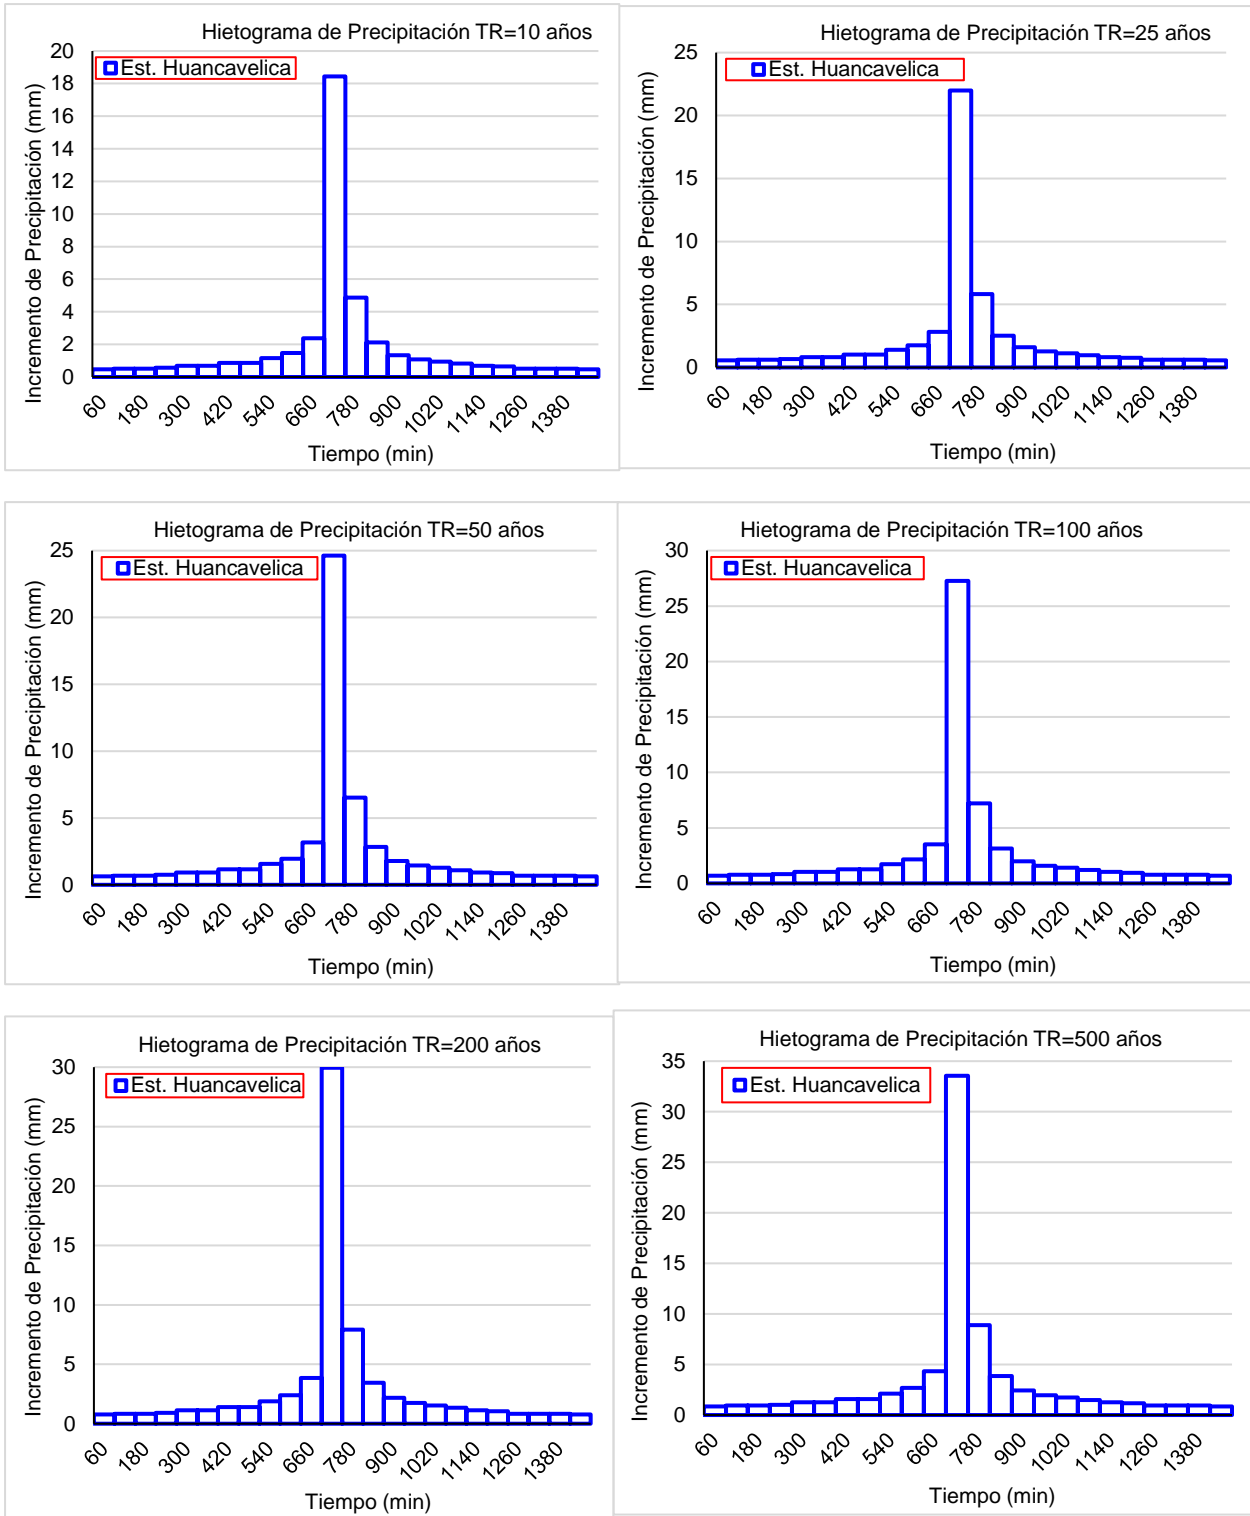 Hietograma de Precipitación TR=10 años
Est. Huancavelica
Incremento de Precipitación (mm)
20
18
16
14
12
10
8
6
4
2
0
60 180 300 420 540 660 780 900 1020 1140 1260 1380
Tiempo (min)
Hietograma de Precipitación TR=25 años
Est. Huancavelica
Incremento de Precipitación (mm)
25
20
15
10
5
0
60 180 300 420 540 660 780 900 1020 1140 1260 1380
Tiempo (min)
Hietograma de Precipitación TR=50 años
Est. Huancavelica
Incremento de Precipitación (mm)
25
20
15
10
5
0
60 180 300 420 540 660 780 900 1020 1140 1260 1380
Tiempo (min)
Hietograma de Precipitación TR=100 años
Est. Huancavelica
Incremento de Precipitación (mm)
30
25
20
15
10
5
0
60 180 300 420 540 660 780 900 1020 1140 1260 1380
Tiempo (min)
Hietograma de Precipitación TR=200 años
Est. Huancavelica
Incremento de Precipitación (mm)
30
25
20
15
10
5
0
60 180 300 420 540 660 780 900 1020 1140 1260 1380
Tiempo (min)
Hietograma de Precipitación TR=500 años
Est. Huancavelica
Incremento de Precipitación (mm)
35
30
25
20
15
10
5
0
60 180 300 420 540 660 780 900 1020 1140 1260 1380
Tiempo (min)